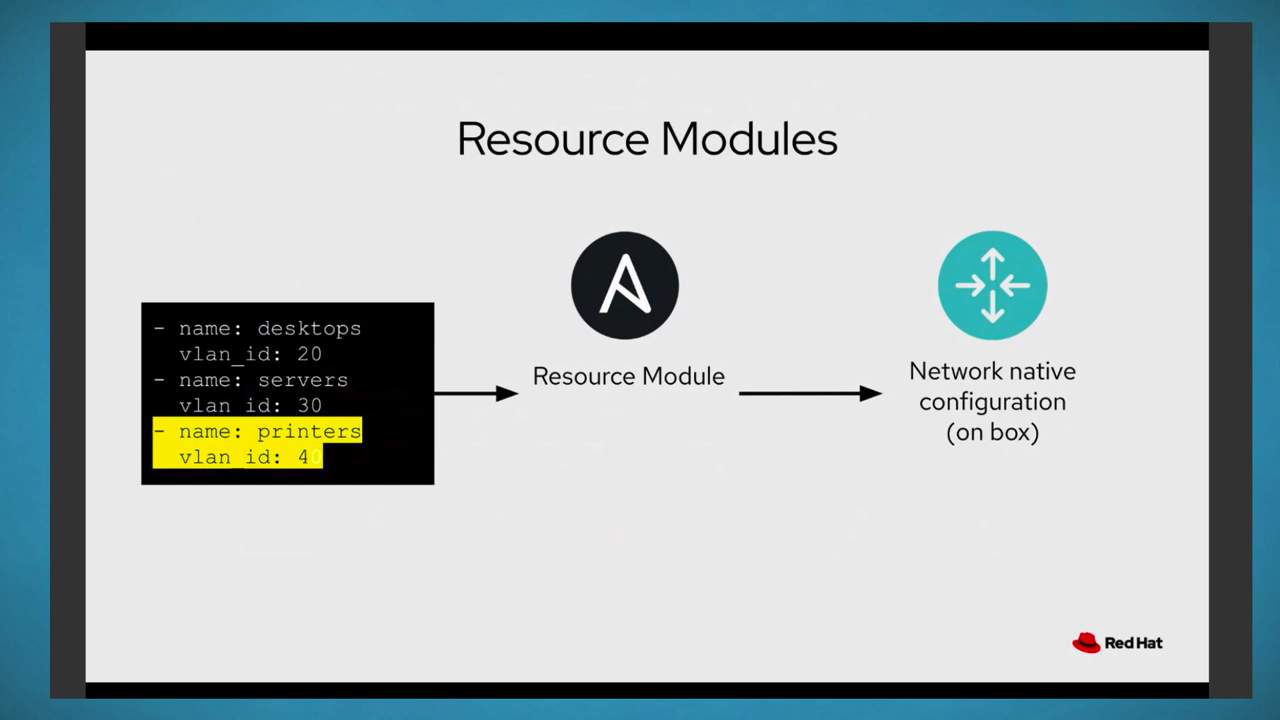 Resource Modules
- name: desktops
vlan_id: 20
- name: servers
vlan_id: 30
- name: printers
vlan_id: 40
Resource Module
Network native
configuration
(on box)
Red Hat